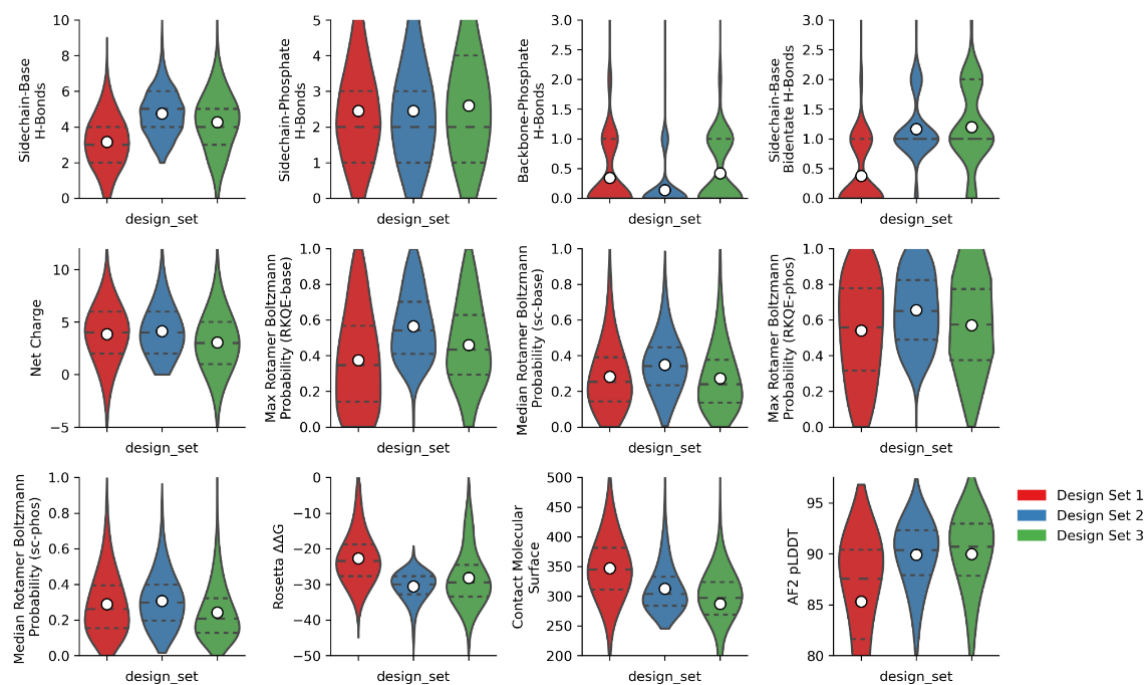 Sidechain-Base
H-Bonds
10
8
6
4
2
0
design_set
Sidechain-Phosphate
H-Bonds
5
4
3
2
1
0
design_set
Backbone-Phosphate
H-Bonds
3.0
2.5
2.0
1.5
1.0
0.5
0.0
design_set
Sidechain-Base
Bidentate H-Bonds
3.0
2.5
2.0
1.5
1.0
0.5
0.0
design_set
Net Charge
10
5
0
−5
design_set
Max Rotamer Boltzmann
Probability (RKQE-base)
1.0
0.8
0.6
0.4
0.2
0.0
design_set
Median Rotamer Boltzmann
Probability (sc-base)
1.0
0.8
0.6
0.4
0.2
0.0
design_set
Max Rotamer Boltzmann
Probability (RKQE-phos)
1.0
0.8
0.6
0.4
0.2
0.0
design_set
Median Rotamer Boltzmann
Probability (sc-phos)
1.0
0.8
0.6
0.4
0.2
0.0
design_set
Rosetta ΔΔG
0
−10
−20
−30
−40
−50
design_set
Contact Molecular
Surface
500
450
400
350
300
250
200
design_set
AF2 pLDDT
95
90
85
80
design_set
Design Set 1
Design Set 2
Design Set 3